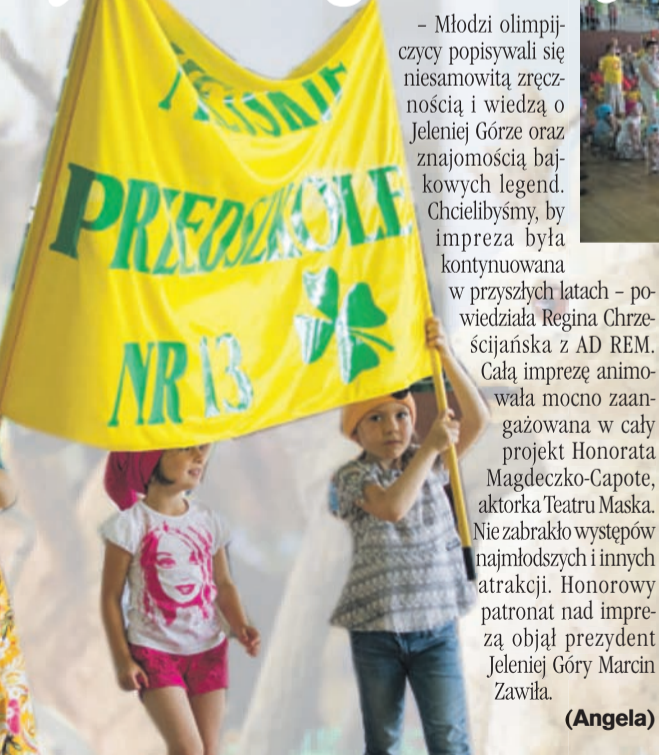 MIEJSKIE
PRZEDSZKOLE
NR 13
– Młodzi olimpij-
czycy popisywali się
niesamowitą zręcz-
nością i wiedzą o
Jeleniej Górze oraz
znajomością baj-
kowych legend.
Chcielibyśmy, by
impreza była
kontynuowana
w przyszłych latach – po-
wiedziała Regina Chrze-
ścijańska z AD REM.
Całą imprezę animo-
wała mocno zaan-
gażowana w cały
projekt Honorata
Magdeczko-Capote,
aktorka Teatru Maska.
Nie zabrakło występów
najmłodszych i innych
atrakcji. Honorowy
patronat nad impre-
zą objął prezydent
Jeleniej Góry Marcin
Zawiła.
(Angela)